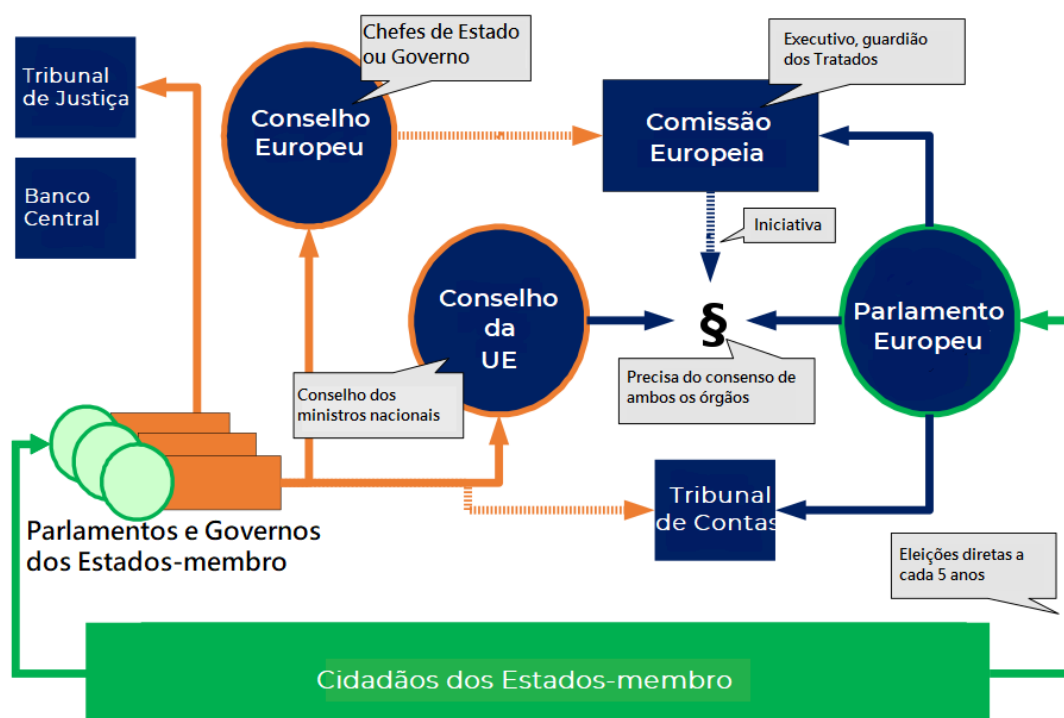 Chefes de Estado
ou Governo
Executivo, guardião
dos Tratados
Tribunal
de Justiça
Conselho
Europeu
Comissão
Europeia
Banco
Central
Iniciativa
Conselho
da
UE
§
Parlamento
Europeu
Conselho dos
ministros nacionais
Precisa do consenso de
ambos os órgãos
Tribunal
de Contas
Parlamentos e Governos
dos Estados-membro
Eleições diretas a
cada 5 anos
Cidadãos dos Estados-membro